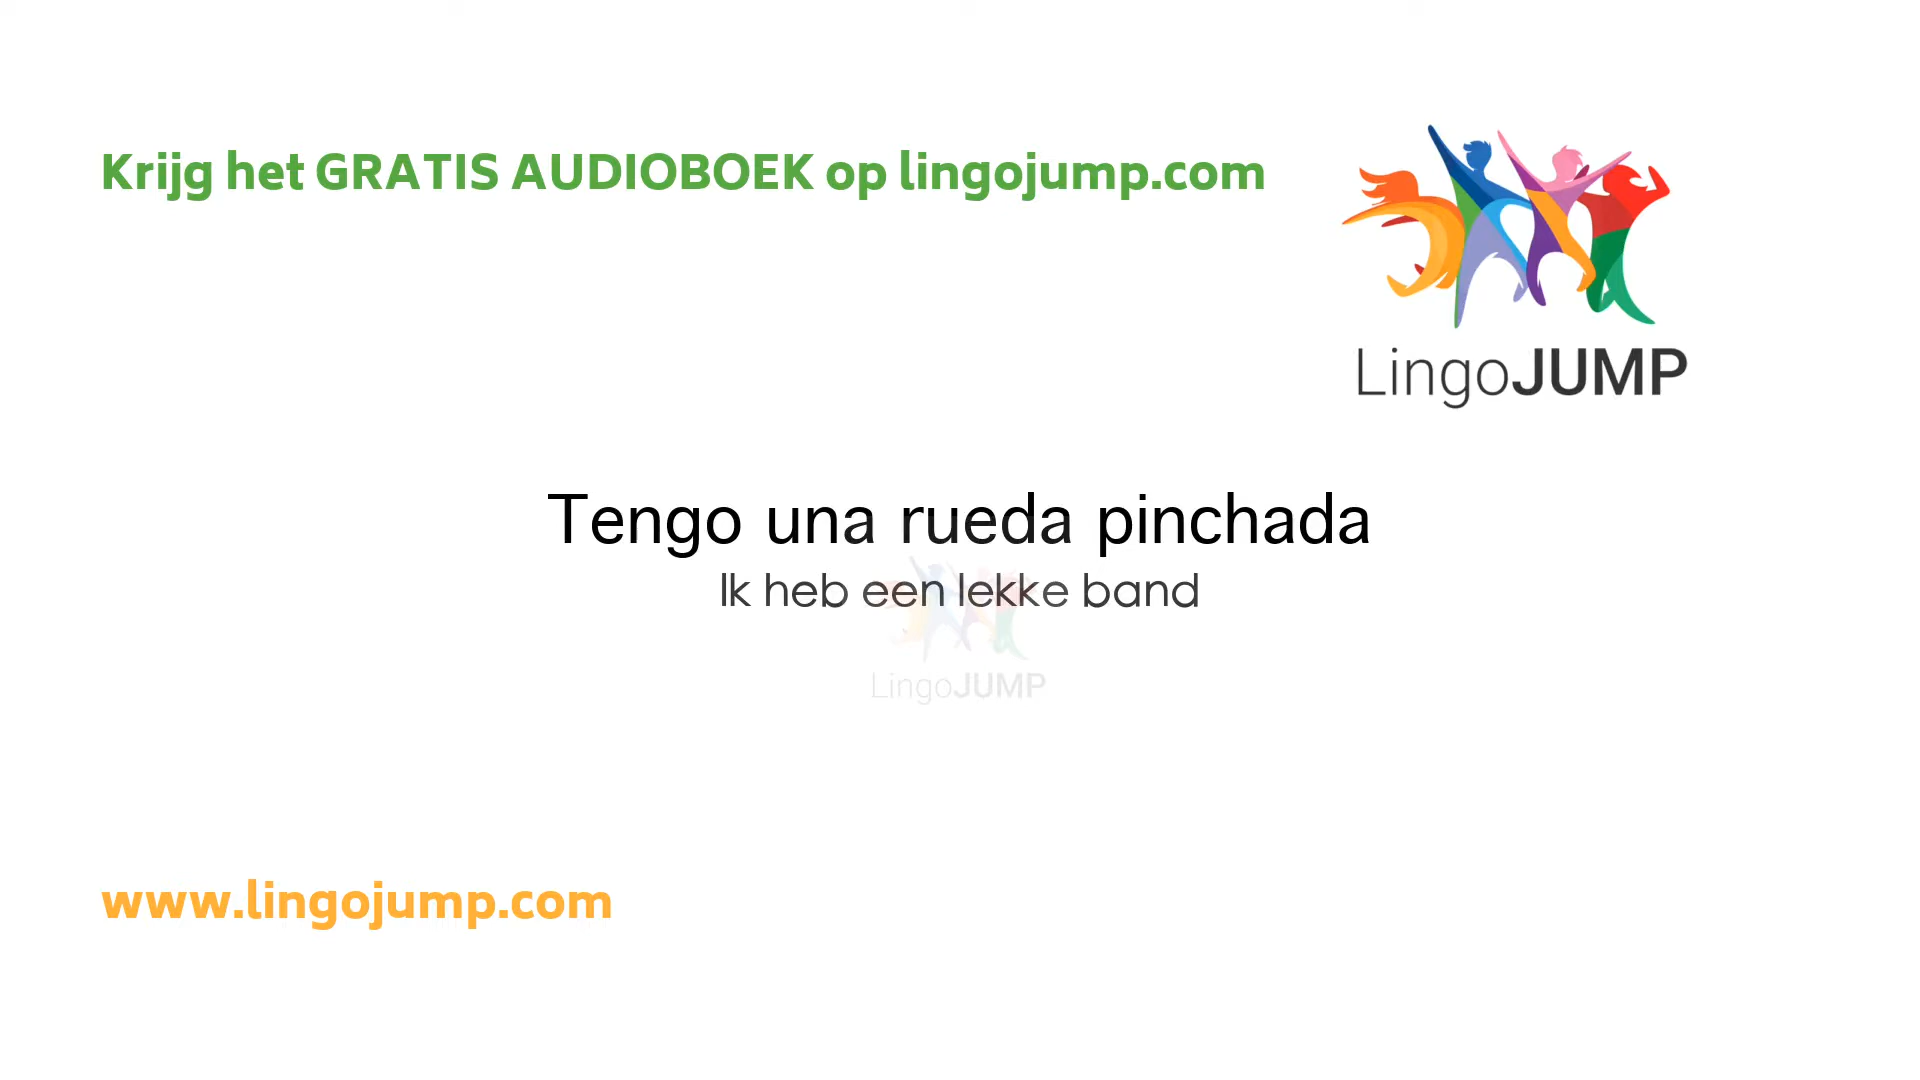 Krijg het GRATIS AUDIOBOEK op lingojump.com
LingoJUMP
Tengo una rueda pinchada
Ik heb een lekke band
LingoJUMP
www.lingojump.com